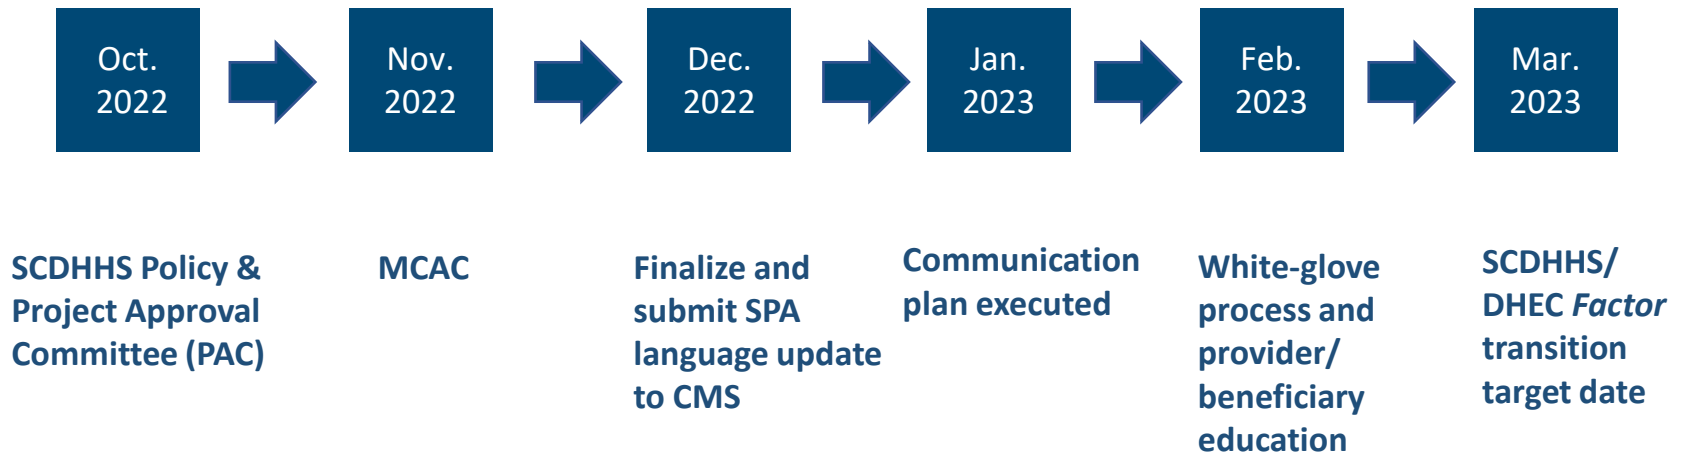 Oct.
2022
Nov.
2022
Dec.
2022
Jan.
2023
Feb.
2023
Mar.
2023
SCDHHS Policy &
Project Approval
Committee (PAC)
MCAC
Finalize and
submit SPA
language update
to CMS
Communication
plan executed
White-glove
process and
provider/
beneficiary
education
SCDHHS/
DHEC Factor
transition
target date